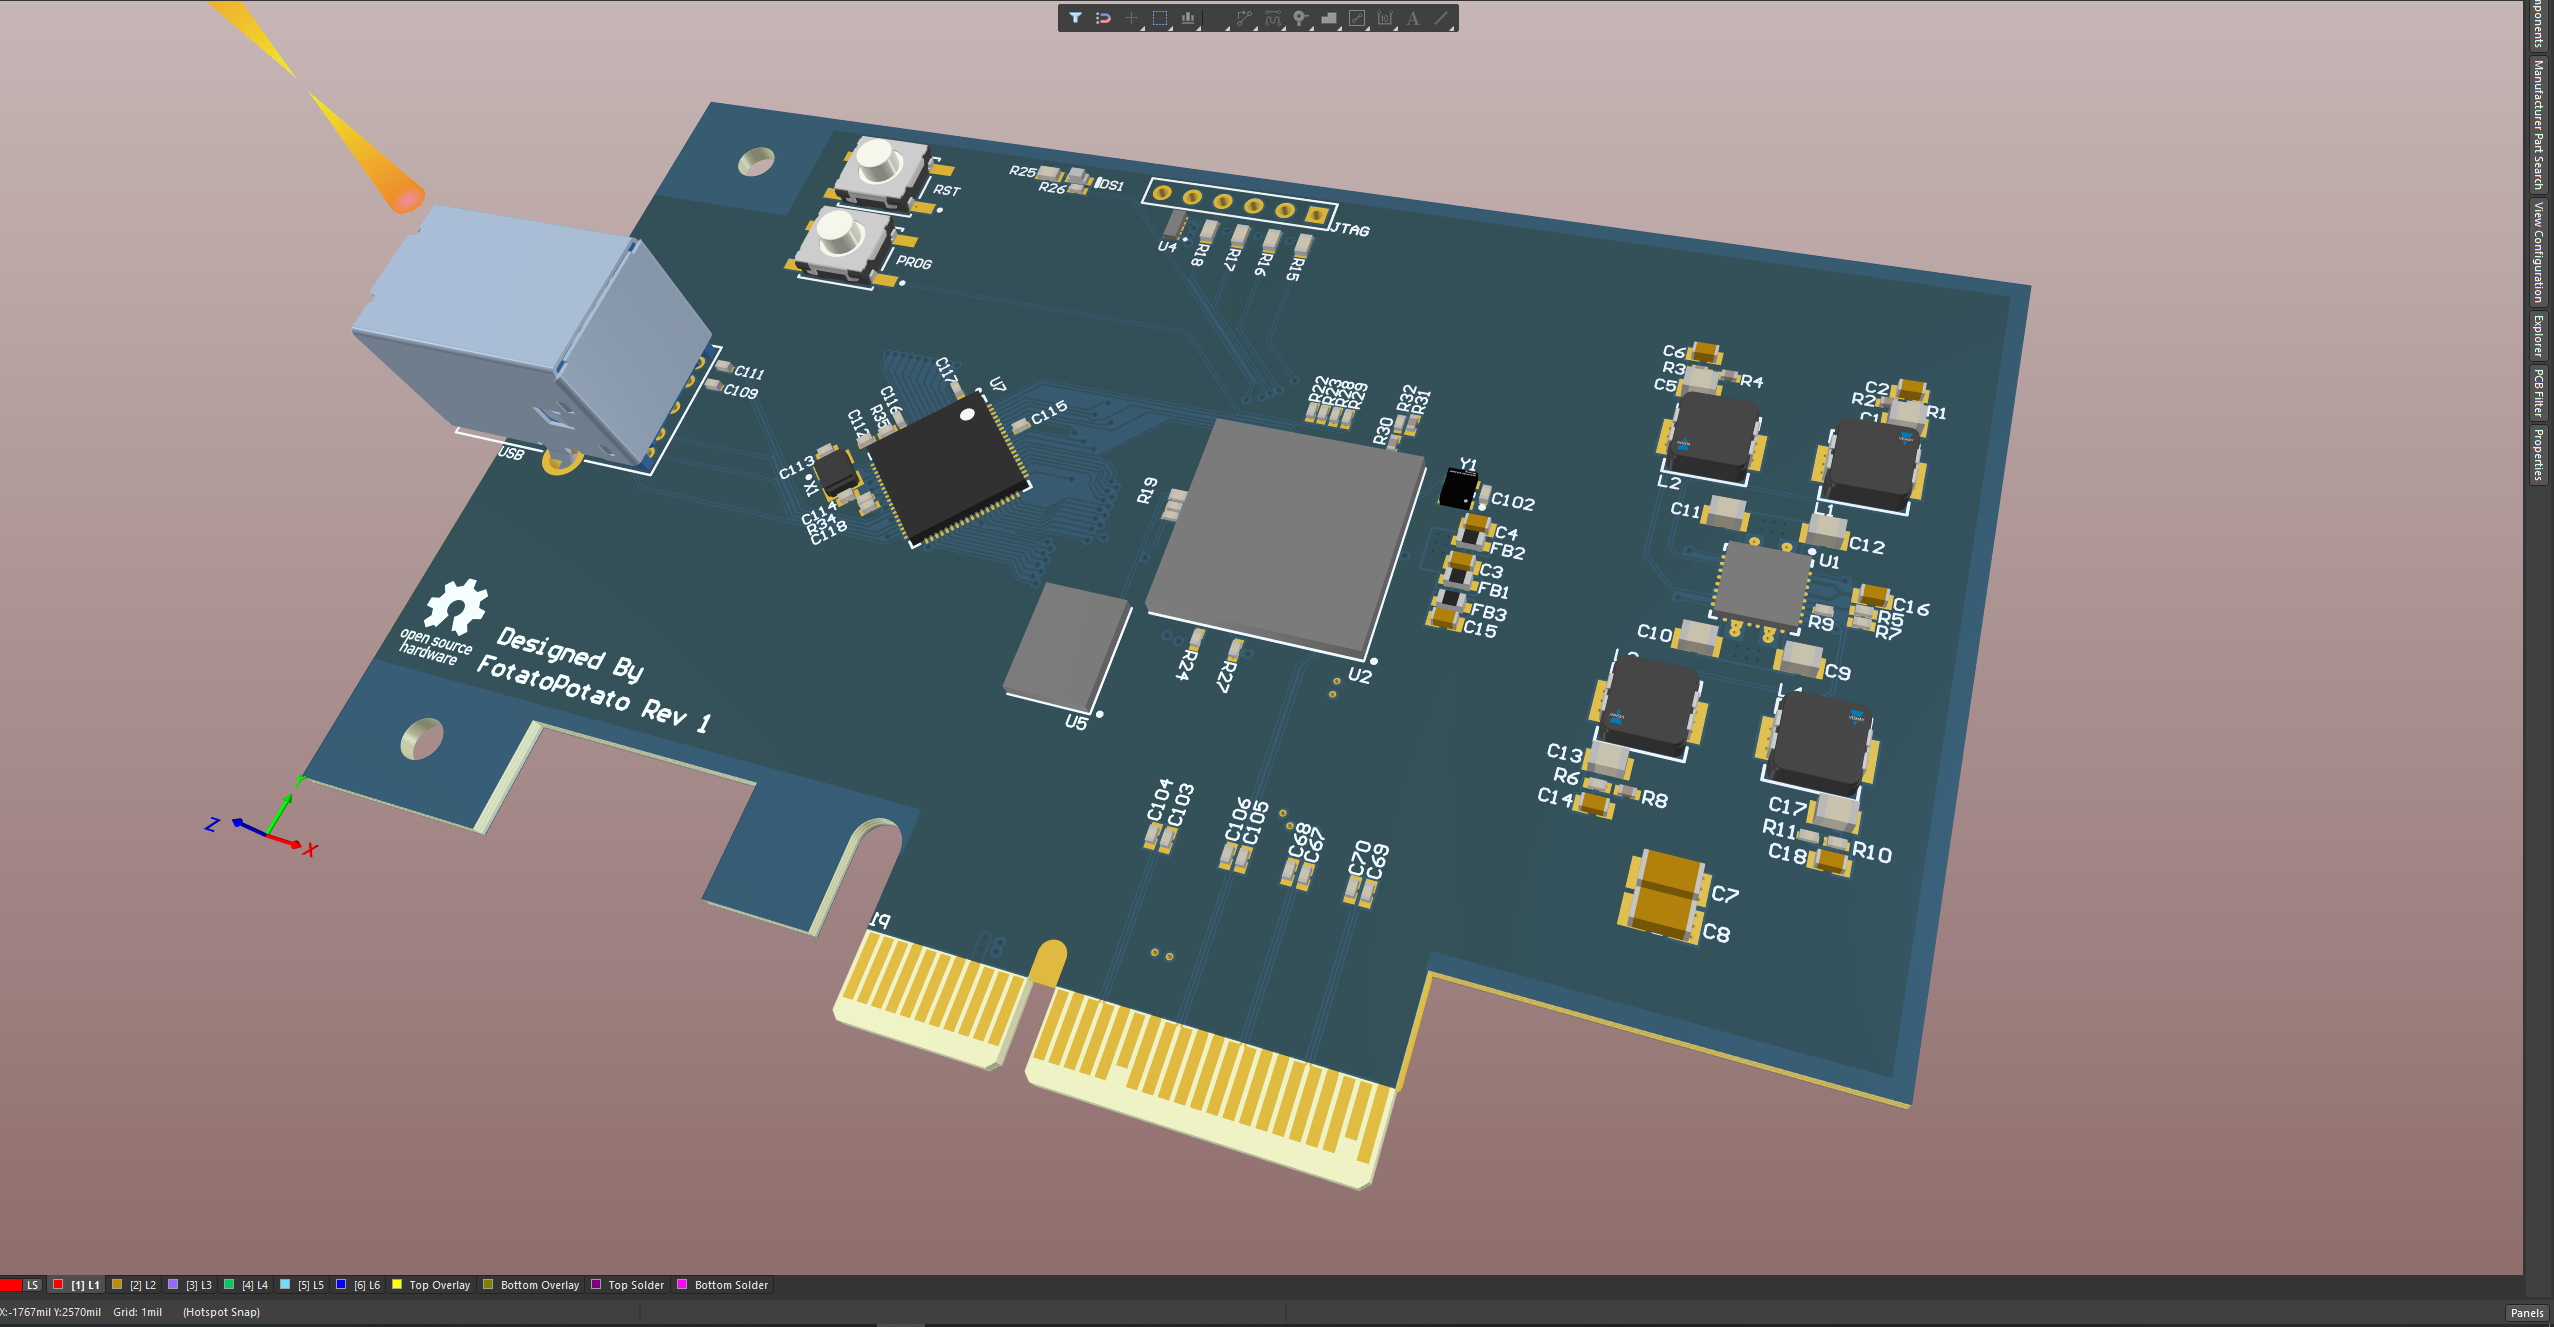 ponents
Manufacturer Part Search
View Configuration
Explorer
PCB Filter
Properties
10
A
RST
PROG
R25
R26
DS1
JTAG
U4
R18
R17
R16
R15
C111
C109
USB
C117
U7
C116
R35
C112
C115
C113
X1
C114
R34
C118
R22
R23
R28
R29
R32
R31
R30
R19
Y1
C102
C4
FB2
C3
FB1
FB3
C15
U2
R24
R27
U5
C6
R3
C5
R4
L2
C2
R2
C1
R1
L1
C11
C12
U1
C16
R5
R7
R9
C10
C9
C13
R6
C14
R8
C17
R11
C18
R10
C7
C8
open source
hardware
Designed By
FotatoPotato Rev 1
C104
C103
C106
C105
C68
C67
C70
C69
P1
Y
Z
X
LS
[1] L1
[2] L2
[3] L3
[4] L4
[5] L5
[6] L6
Top Overlay
Bottom Overlay
Top Solder
Bottom Solder
X:-1767mil Y:2570mil
Grid: 1mil
(Hotspot Snap)
Panels